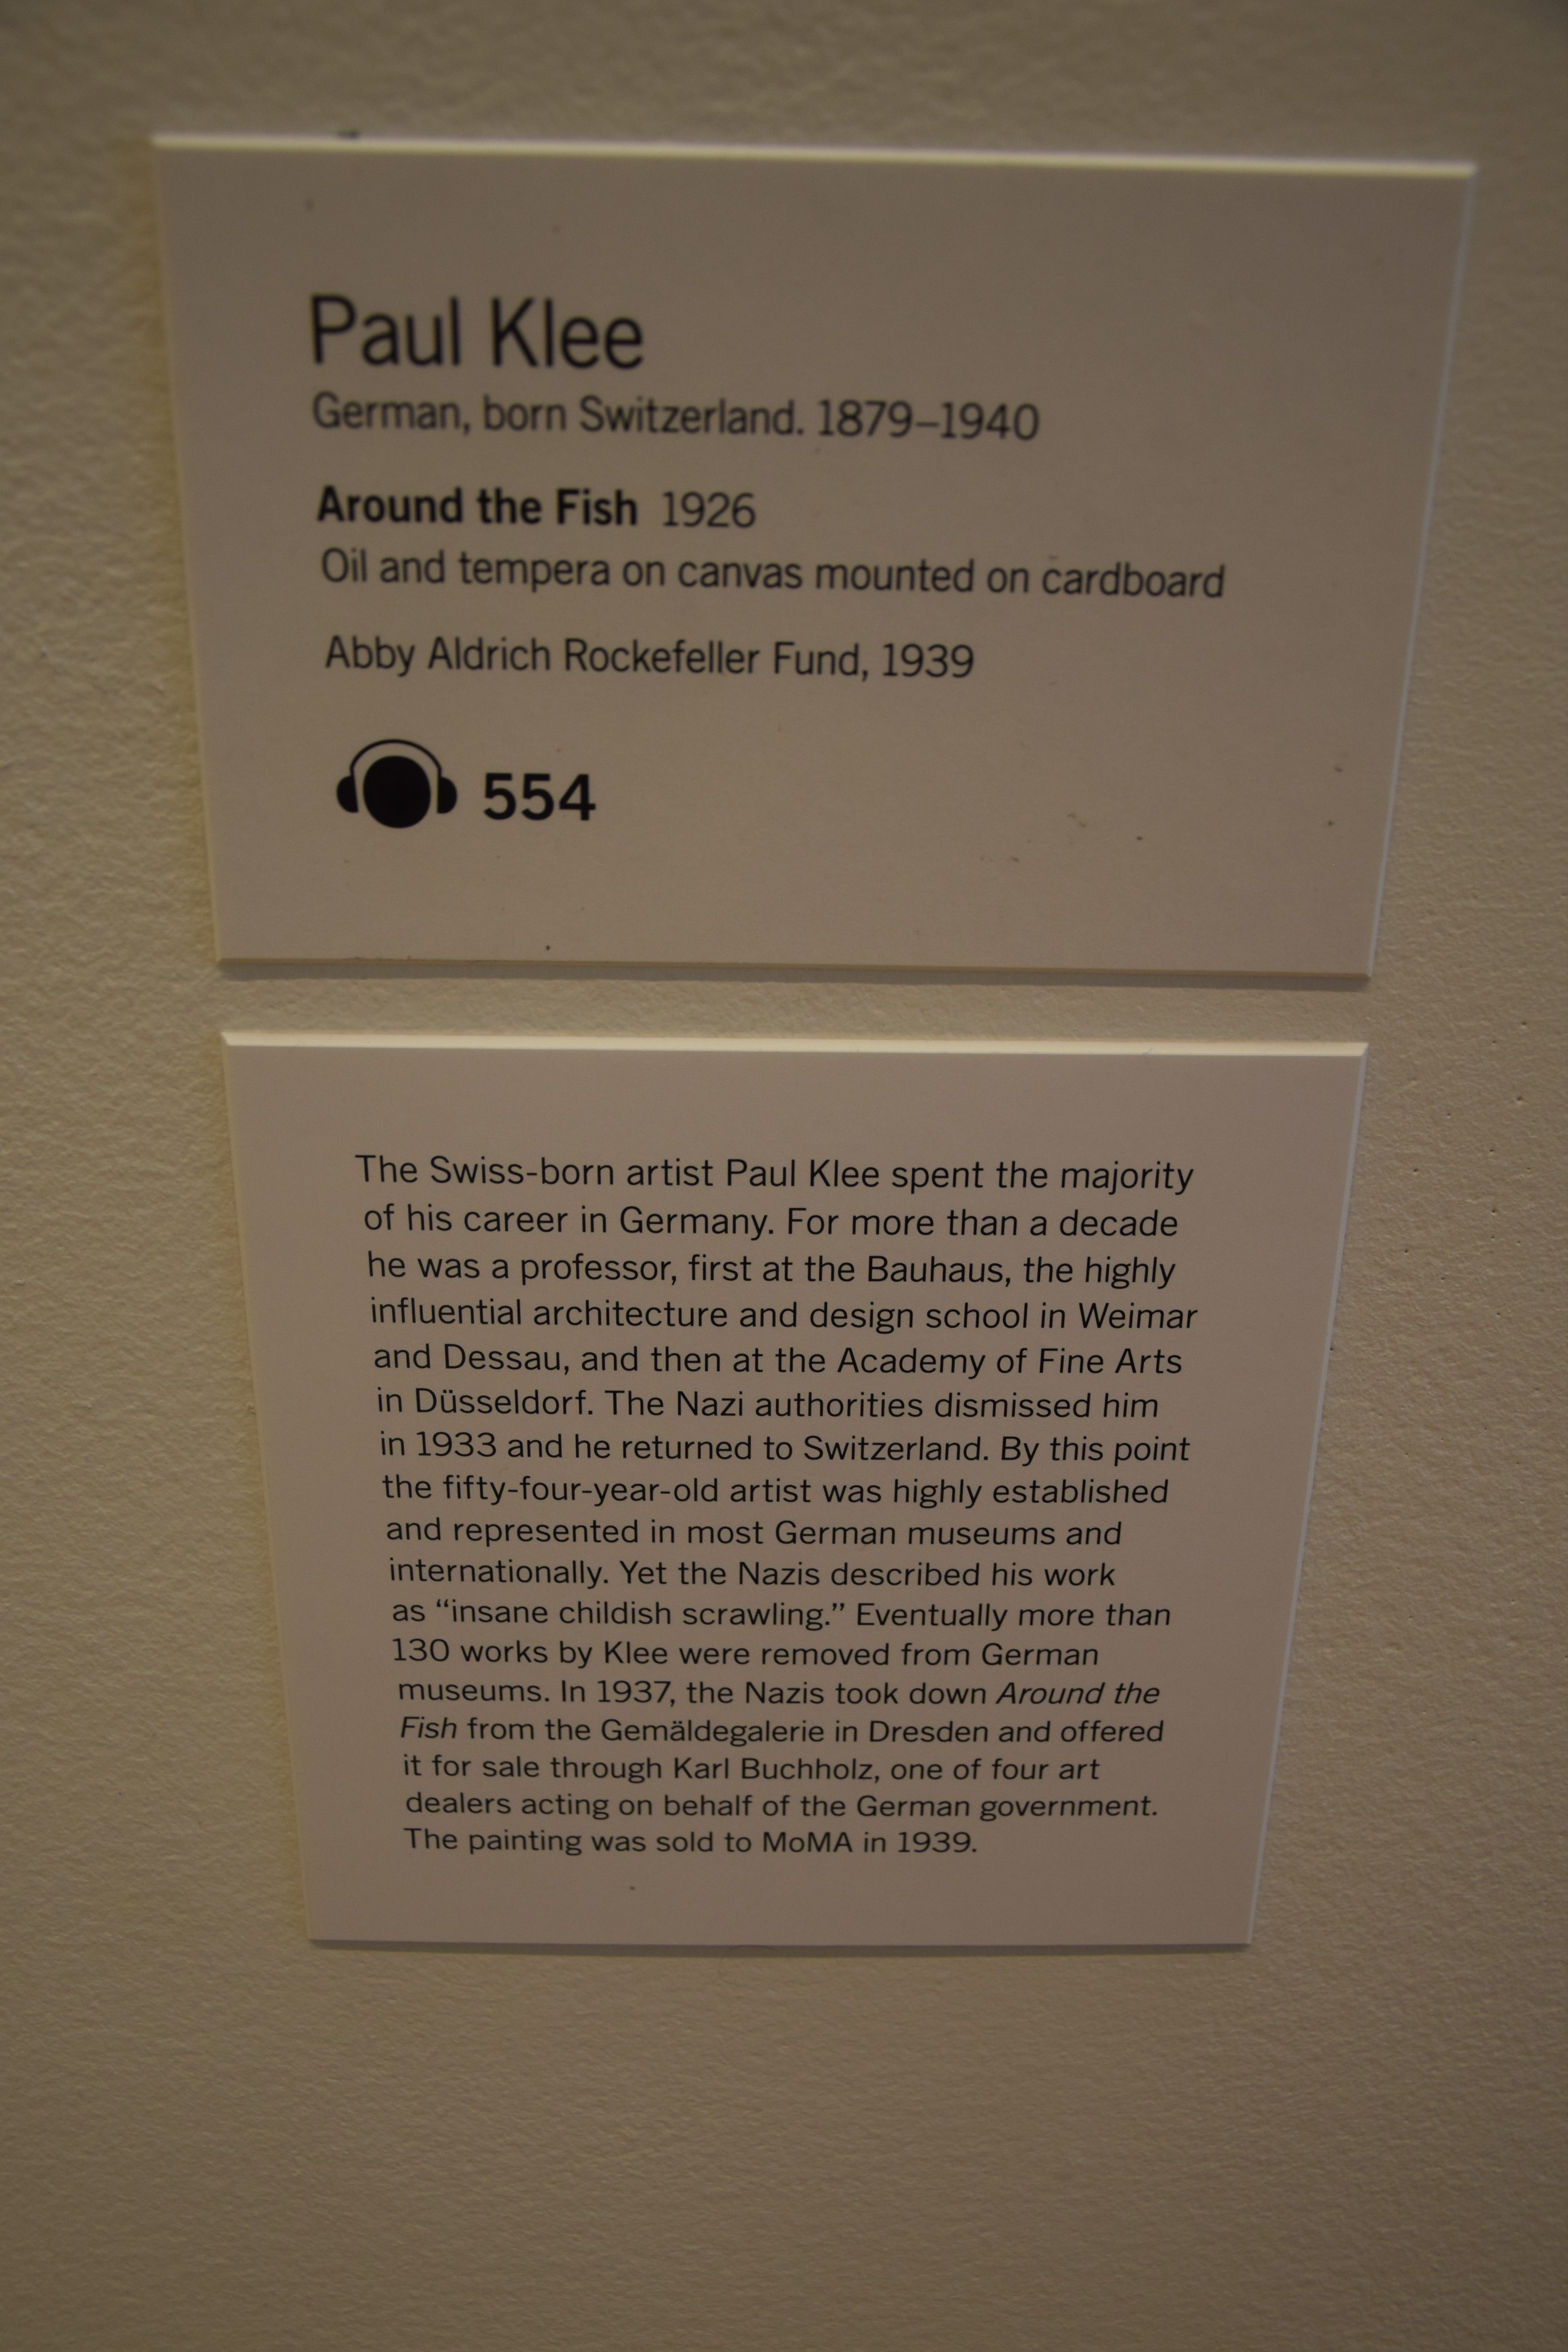 Paul Klee
German, born Switzerland. 1879–1940
Around the Fish 1926
Oil and tempera on canvas mounted on cardboard
Abby Aldrich Rockefeller Fund, 1939
554
The Swiss-born artist Paul Klee spent the majority
of his career in Germany. For more than a decade
he was a professor, first at the Bauhaus, the highly
influential architecture and design school in Weimar
and Dessau, and then at the Academy of Fine Arts
in Düsseldorf. The Nazi authorities dismissed him
in 1933 and he returned to Switzerland. By this point
the fifty-four-year-old artist was highly established
and represented in most German museums and
internationally. Yet the Nazis described his work
as “insane childish scrawling.” Eventually more than
130 works by Klee were removed from German
museums. In 1937, the Nazis took down Around the
Fish from the Gemäldegalerie in Dresden and offered
it for sale through Karl Buchholz, one of four art
dealers acting on behalf of the German government.
The painting was sold to MoMA in 1939.